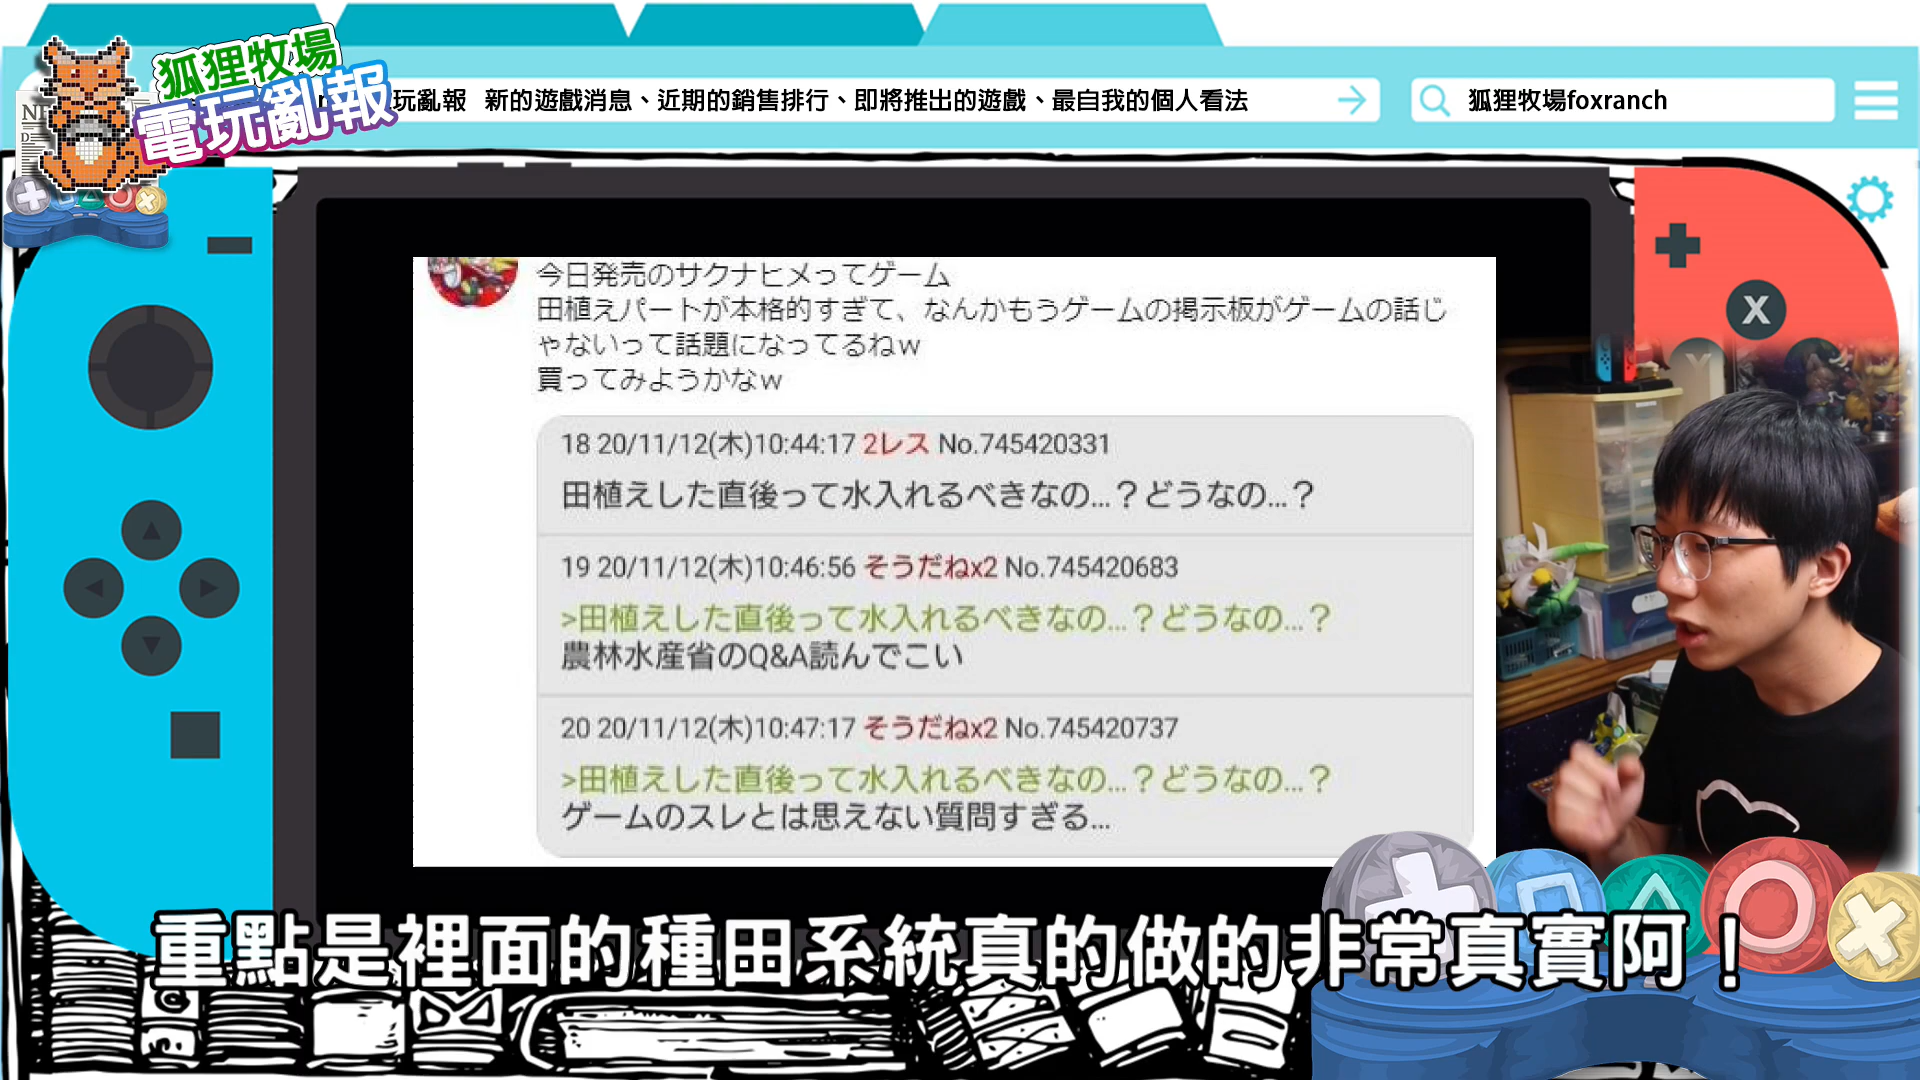 狐狸牧場
電玩亂報
玩亂報 新的遊戲消息、近期的銷售排行、即將推出的遊戲、最自我的個人看法
狐狸牧場foxranch
X
Y
今日発売のサクナヒメってゲーム
田植えパートが本格的すぎて、なんかもうゲームの掲示板がゲームの話じ
ゃないって話題になってるねw
買ってみようかなw
18 20/11/12(木)10:44:17 2レス No.745420331
田植えした直後って水入れるべきなの...？どうなの...？
19 20/11/12(木)10:46:56 そうだねx2 No.745420683
>田植えした直後って水入れるべきなの...？どうなの...？
農林水産省のQ&A読んでこい
20 20/11/12(木)10:47:17 そうだねx2 No.745420737
>田植えした直後って水入れるべきなの...？どうなの...？
ゲームのスレとは思えない質問すぎる...
重點是裡面的種田系統真的做的非常真實阿！